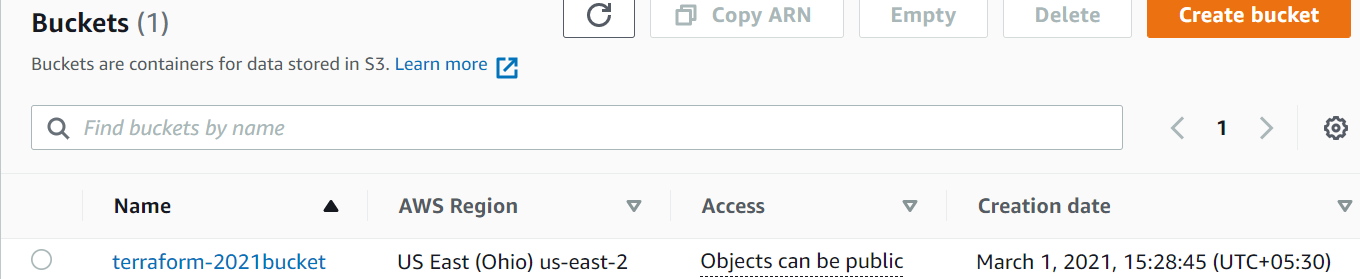 Buckets (1)
Copy ARN
Empty
Delete
Create bucket
Buckets are containers for data stored in S3. Learn more
Find buckets by name
1
Name AWS Region Access Creation date
terraform-2021bucket US East (Ohio) us-east-2 Objects can be public March 1, 2021, 15:28:45 (UTC+05:30)